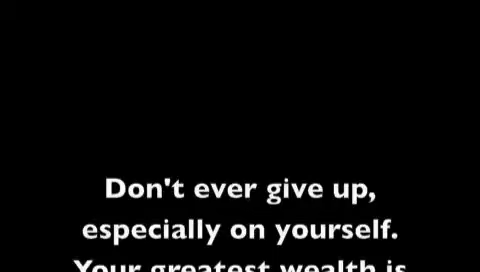 Don't ever give up,
especially on yourself.
Your greatest wealth is